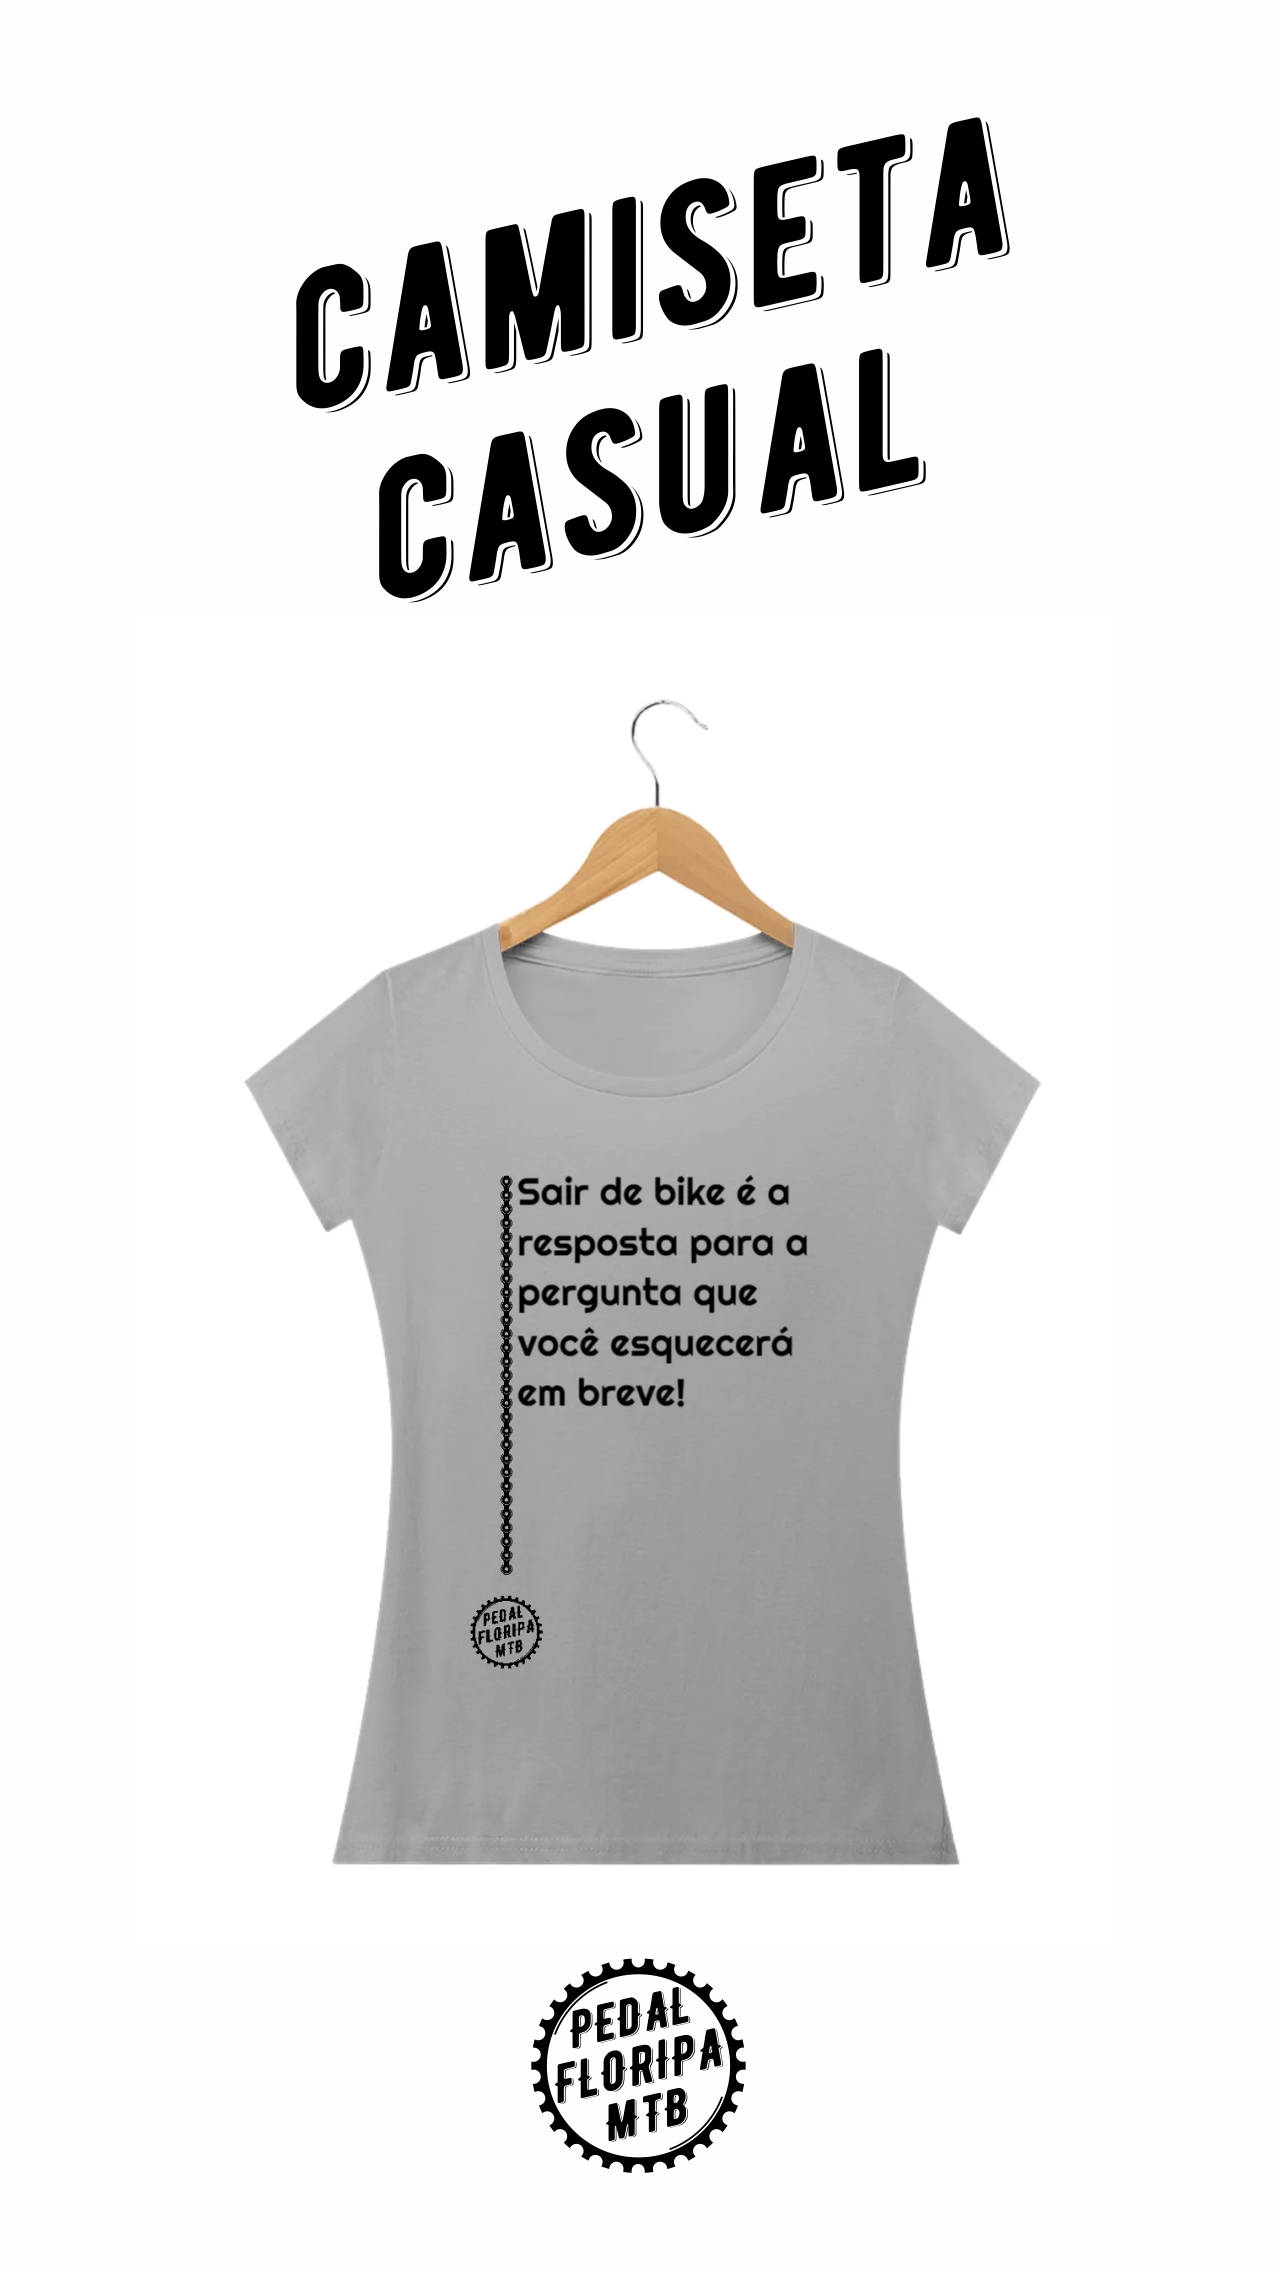 CAMISETA
CASUAL
Sair de bike é a
resposta para a
pergunta que
você esquecerá
em breve!
PEDAL
FLORIPA
MTB
PEDAL
FLORIPA
MTB